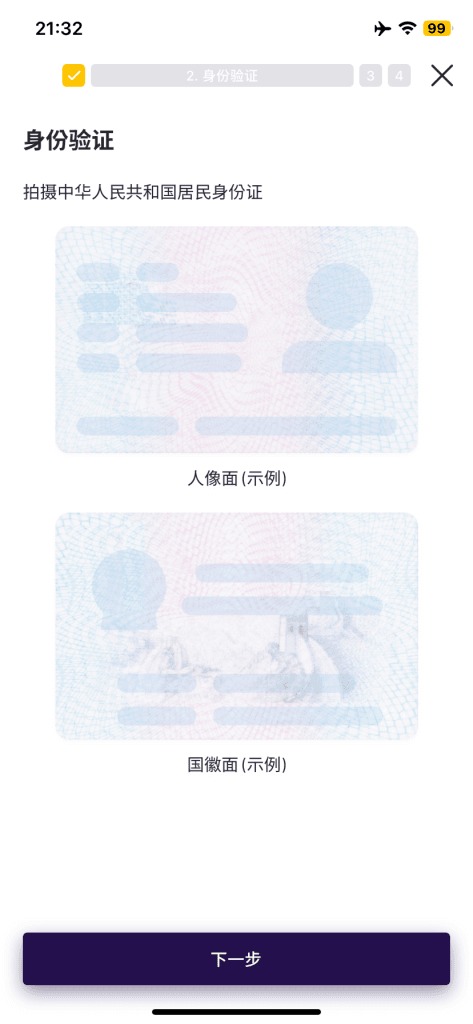 21:32
99
2. 身份验证
3
4
身份验证
拍摄中华人民共和国居民身份证
人像面(示例)
国徽面(示例)
下一步